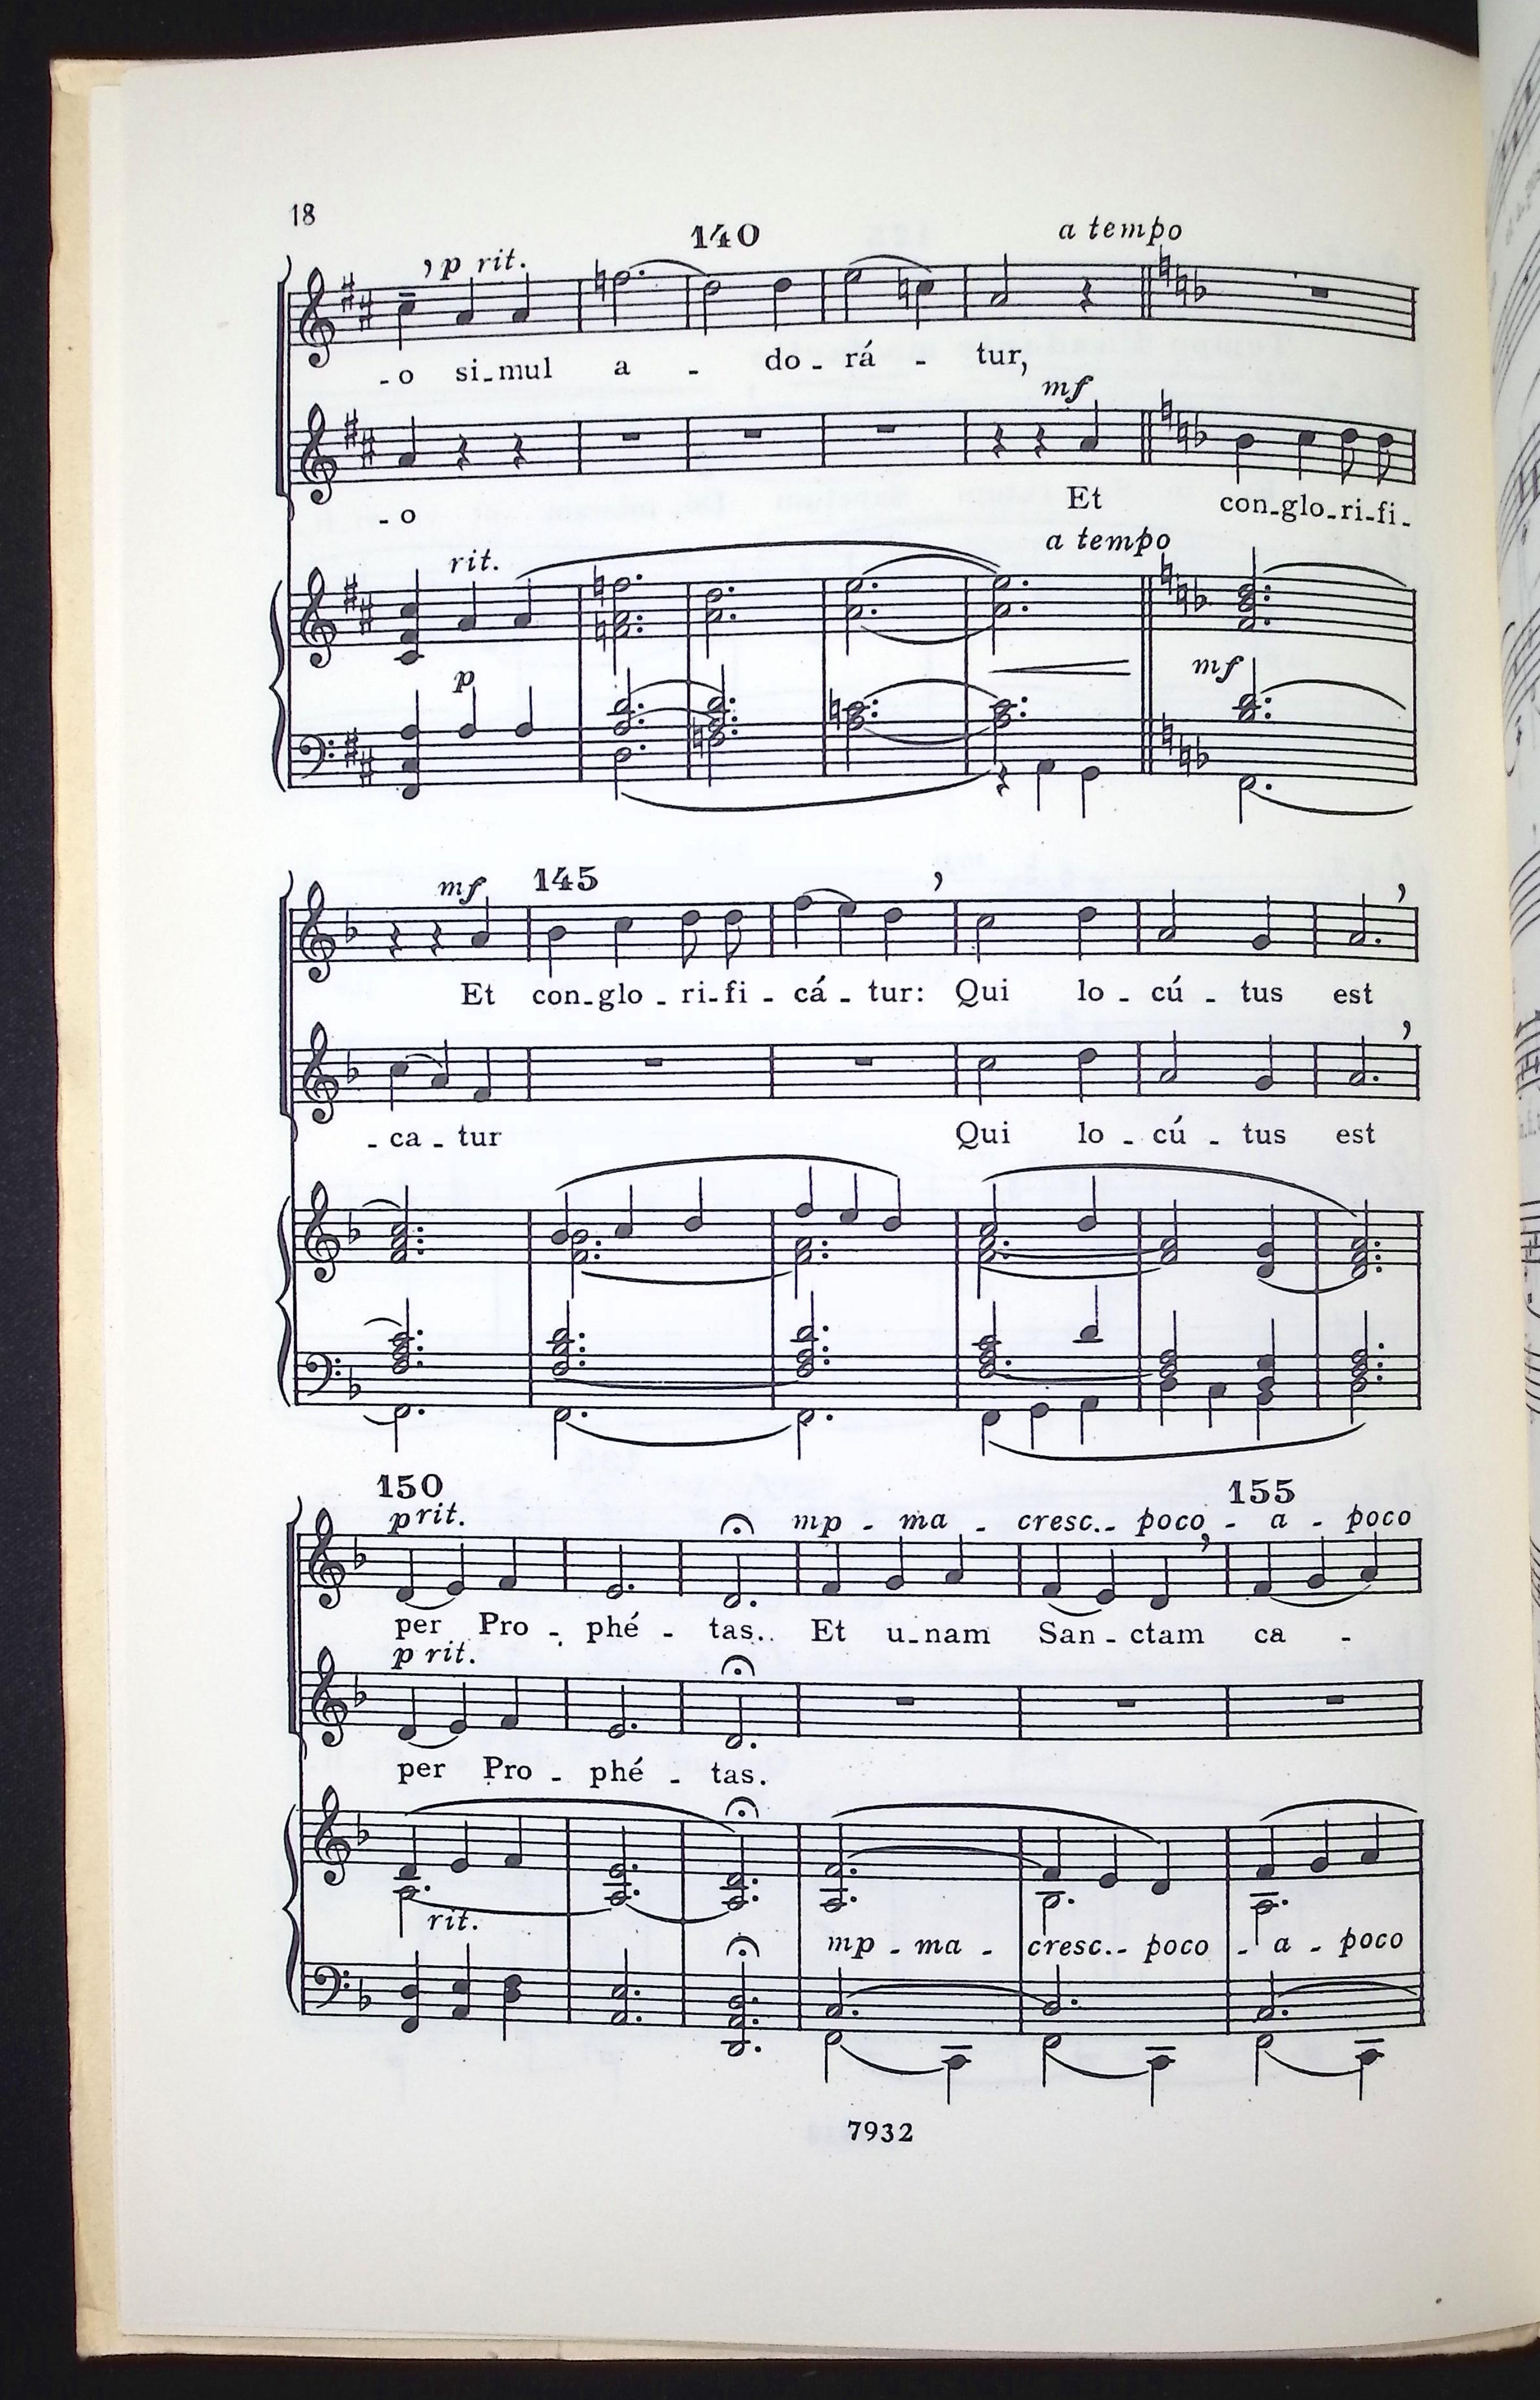 18
140
a tempo
, p rit.
- o si-mul a - do - rá - tur,
mf
- o Et con-glo-ri-fi-
a tempo
rit.
p
mf
mf 145 ,
Et con-glo - ri-fi - cá - tur: Qui lo - cú - tus est
- ca - tur Qui lo - cú - tus est
150 155
p rit. mp - ma - cresc.- poco - a - poco
per Pro - phé - tas. Et u-nam San - ctam ca -
p rit.
per Pro - phé - tas.
rit.
mp - ma - cresc.- poco - a - poco
7932